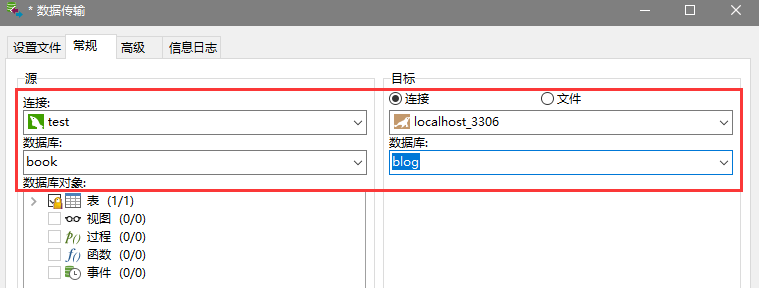 * 数据传输
设置文件 常规 高级 信息日志
源
连接:
test
数据库:
book
数据库对象:
表 (1/1)
视图 (0/0)
p() 过程 (0/0)
f() 函数 (0/0)
事件 (0/0)
目标
连接 文件
localhost_3306
数据库:
blog